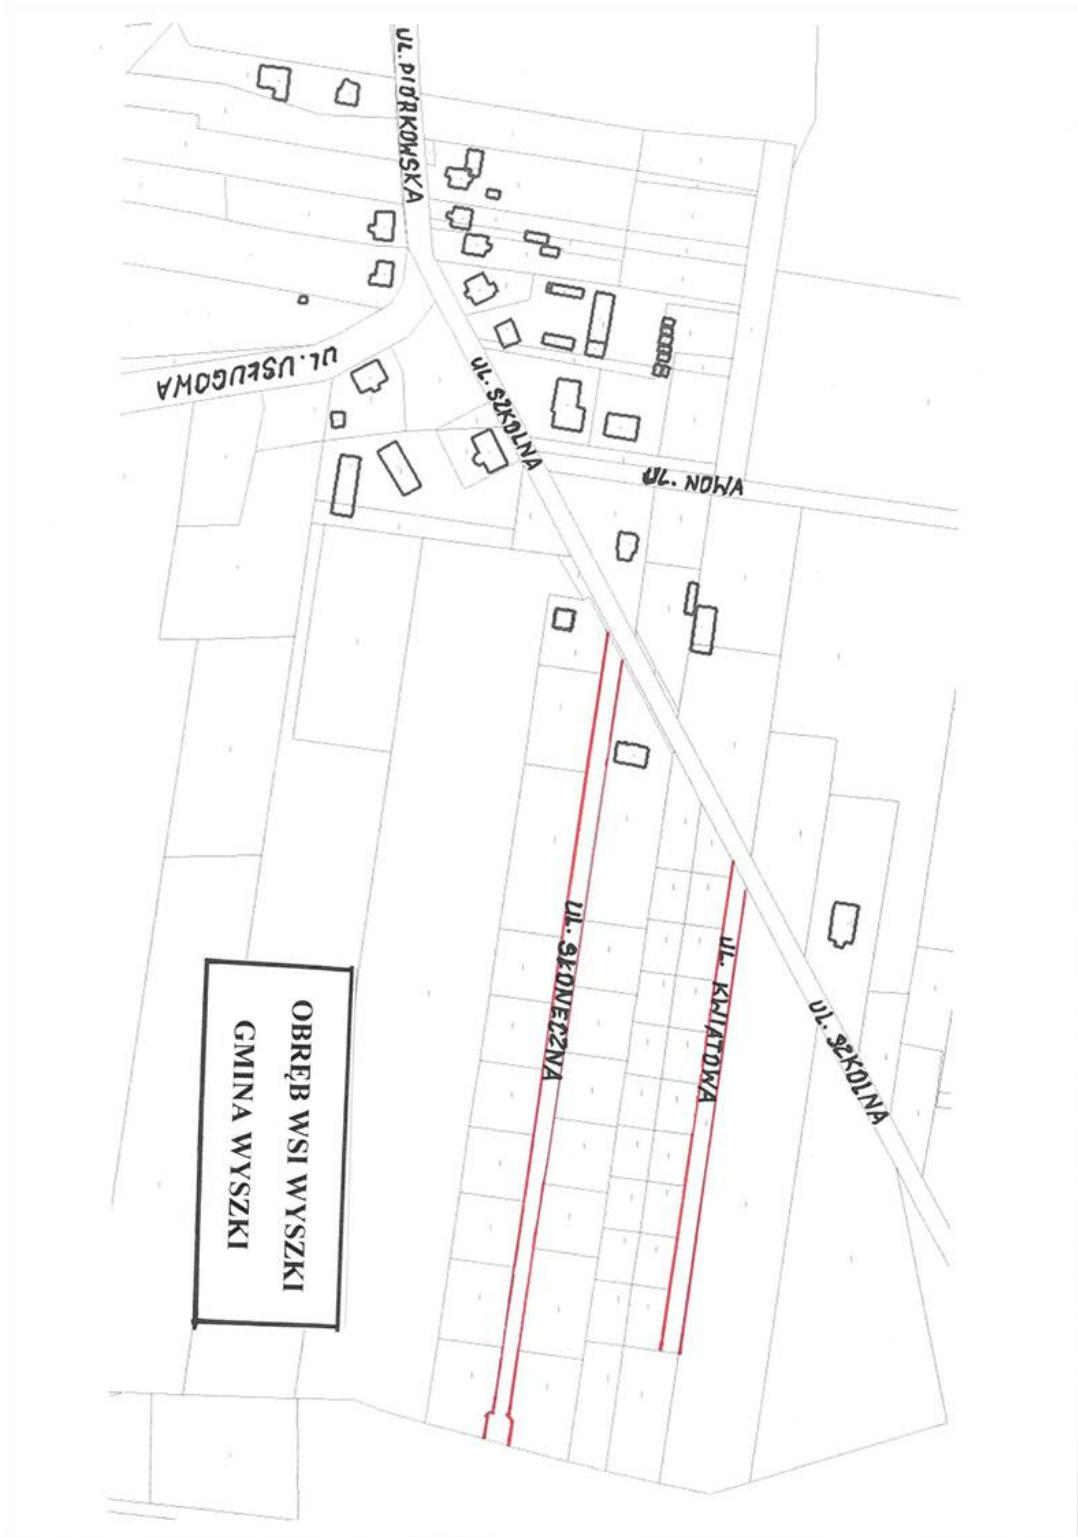 UL. PIÓRKOWSKA
UL. USŁUGOWA
UL. SZKOLNA
UL. NOWA
UL. SŁONECZNA
UL. KWIATOWA
UL. SZKOLNA
OBRĘB WSI WYSZKI
GMINA WYSZKI